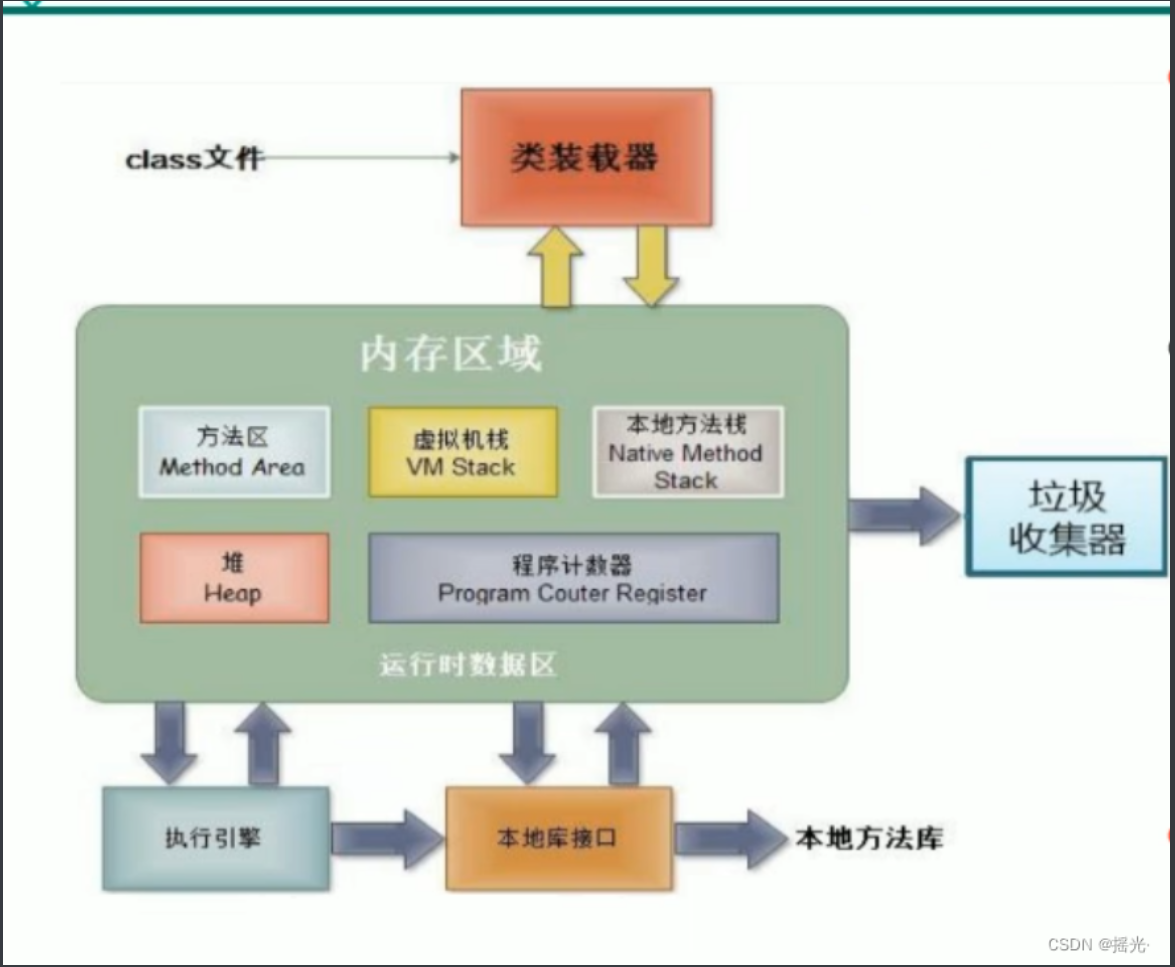 class文件
类装载器
内存区域
方法区
Method Area
虚拟机栈
VM Stack
本地方法栈
Native Method
Stack
堆
Heap
程序计数器
Program Couter Register
运行时数据区
垃圾
收集器
执行引擎
本地库接口
本地方法库
CSDN @摇光·